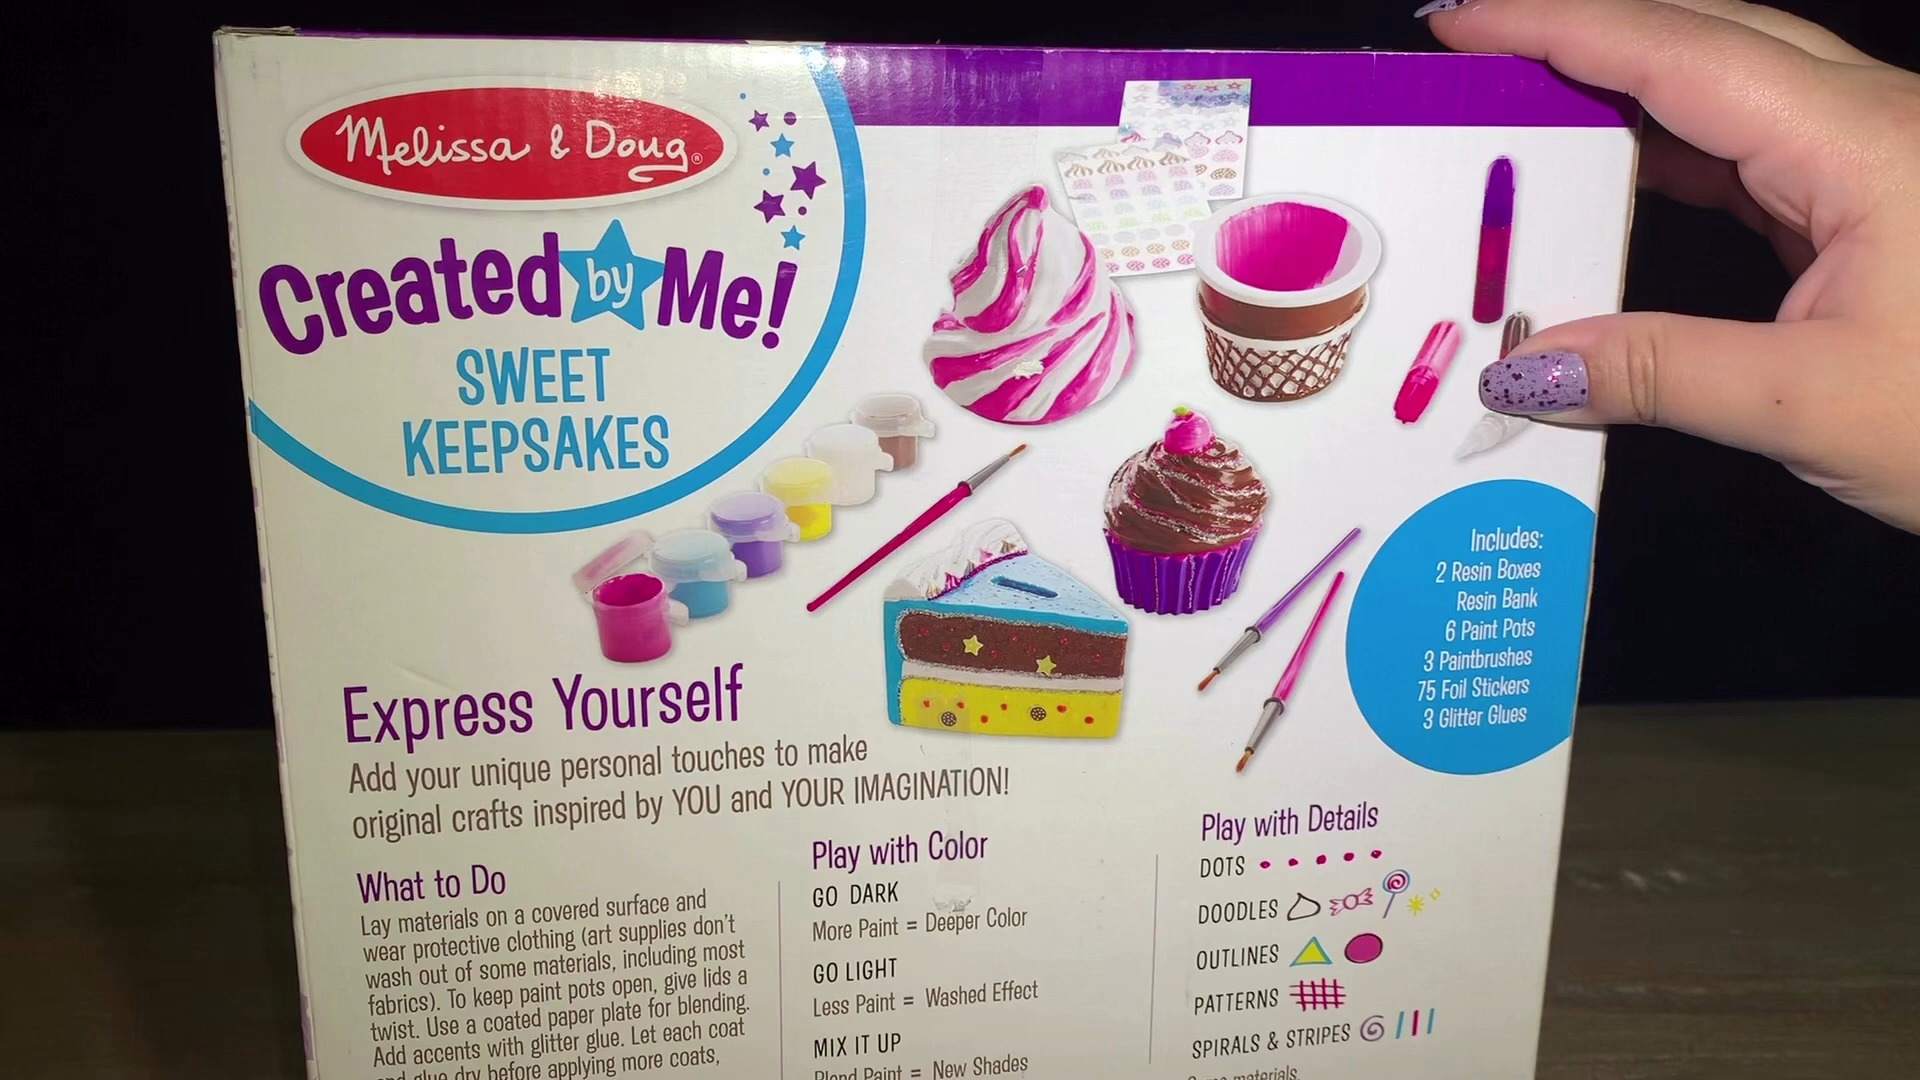 Melissa & Doug®
Created by Me!
SWEET
KEEPSAKES
Includes:
2 Resin Boxes
Resin Bank
6 Paint Pots
3 Paintbrushes
75 Foil Stickers
3 Glitter Glues
Express Yourself
Add your unique personal touches to make
original crafts inspired by YOU and YOUR IMAGINATION!
What to Do
Lay materials on a covered surface and
wear protective clothing (art supplies don't
wash out of some materials, including most
fabrics). To keep paint pots open, give lids a
twist. Use a coated paper plate for blending.
Add accents with glitter glue. Let each coat
glue dry before applying more coats,
Play with Color
GO DARK
More Paint = Deeper Color
GO LIGHT
Less Paint = Washed Effect
MIX IT UP
Blend Paint = New Shades
Play with Details
DOTS
DOODLES
OUTLINES
PATTERNS
SPIRALS & STRIPES
materials.